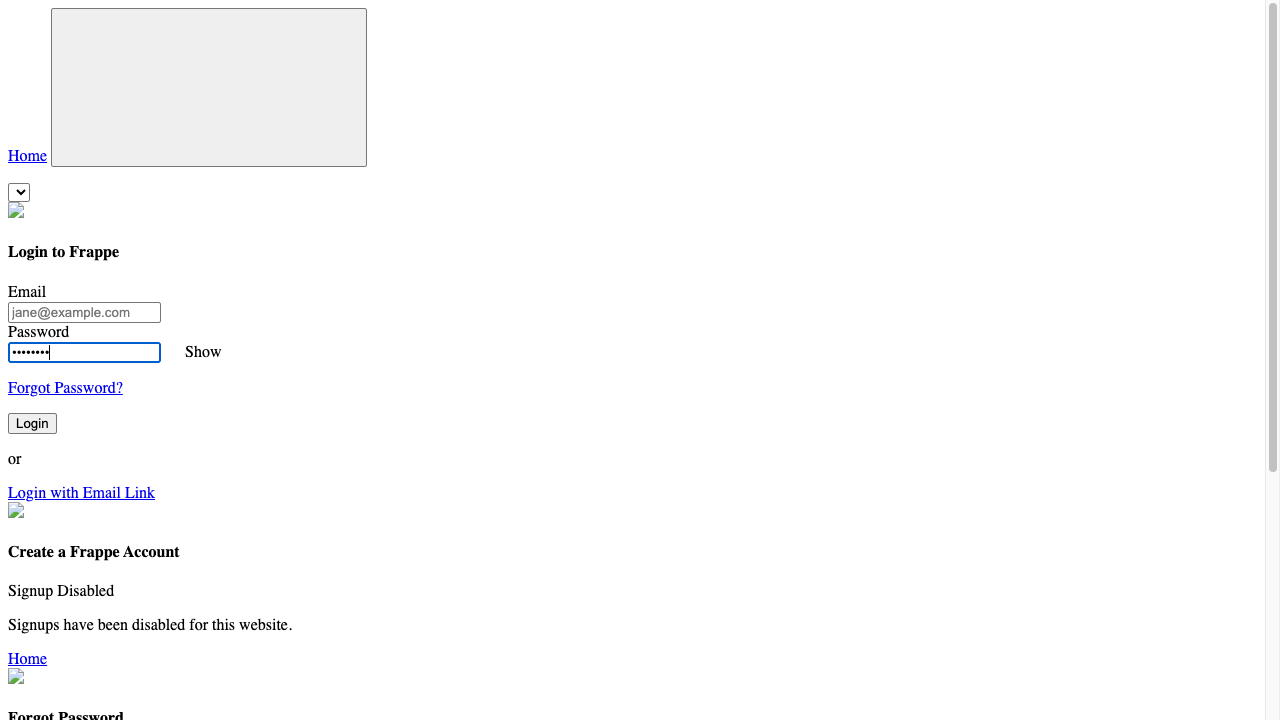 Home
Login to Frappe
Email
jane@example.com
Password
•••••••• Show
Forgot Password?
Login
or
Login with Email Link
Create a Frappe Account
Signup Disabled
Signups have been disabled for this website.
Home
Forgot Password